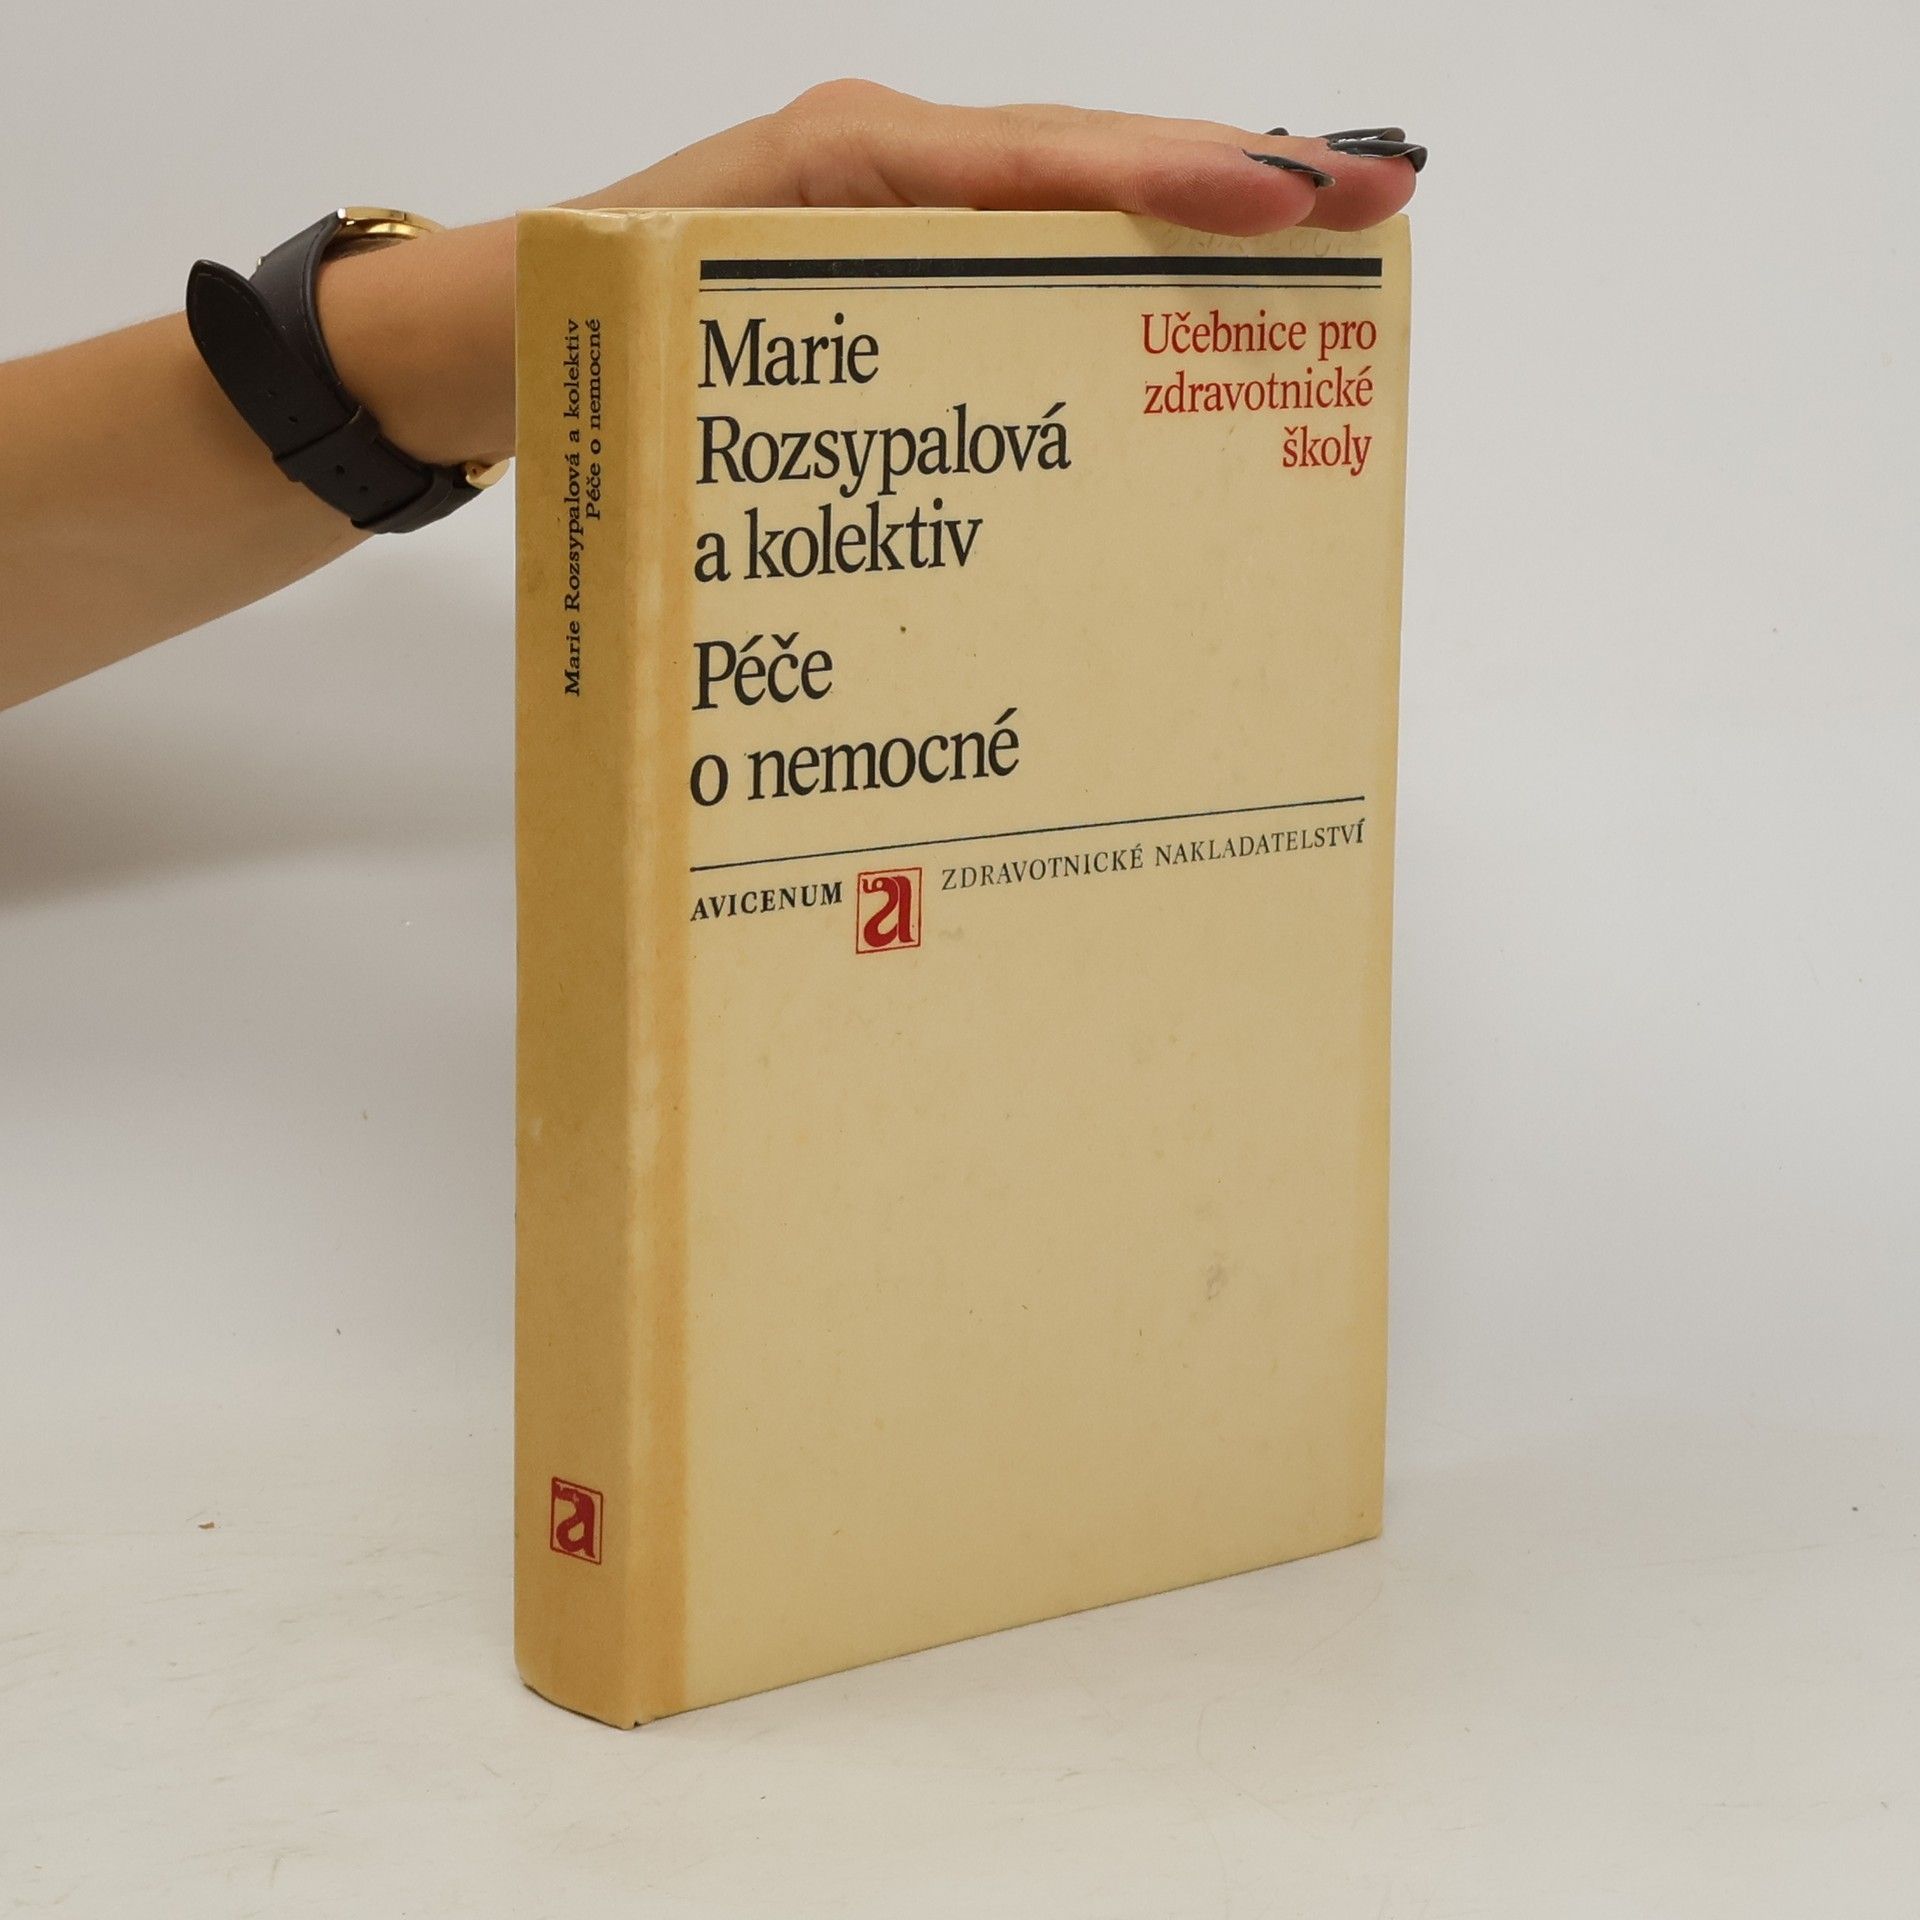 Marie Rozsypalová a kolektiv
Péče o nemocné
Marie
Rozsypalová
a kolektiv
Učebnice pro
zdravotnické
školy
Péče
o nemocné
AVICENUM a ZDRAVOTNICKÉ NAKLADATELSTVÍ
a